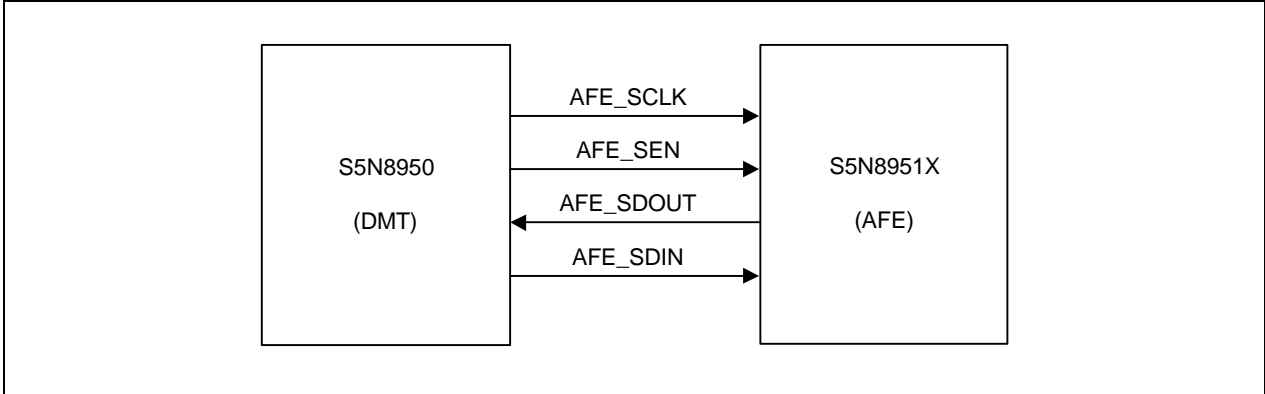 S5N8950
(DMT)
AFE_SCLK
AFE_SEN
AFE_SDOUT
AFE_SDIN
S5N8951X
(AFE)